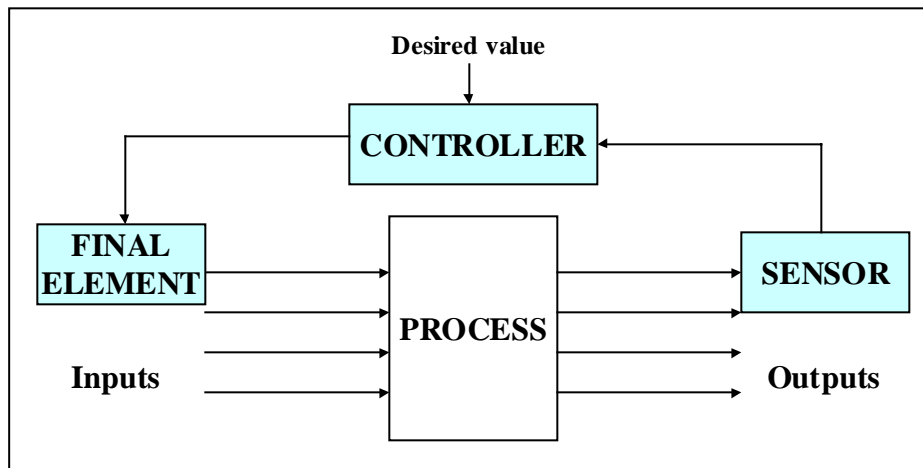 Desired value
CONTROLLER
FINAL
ELEMENT
SENSOR
PROCESS
Inputs
Outputs